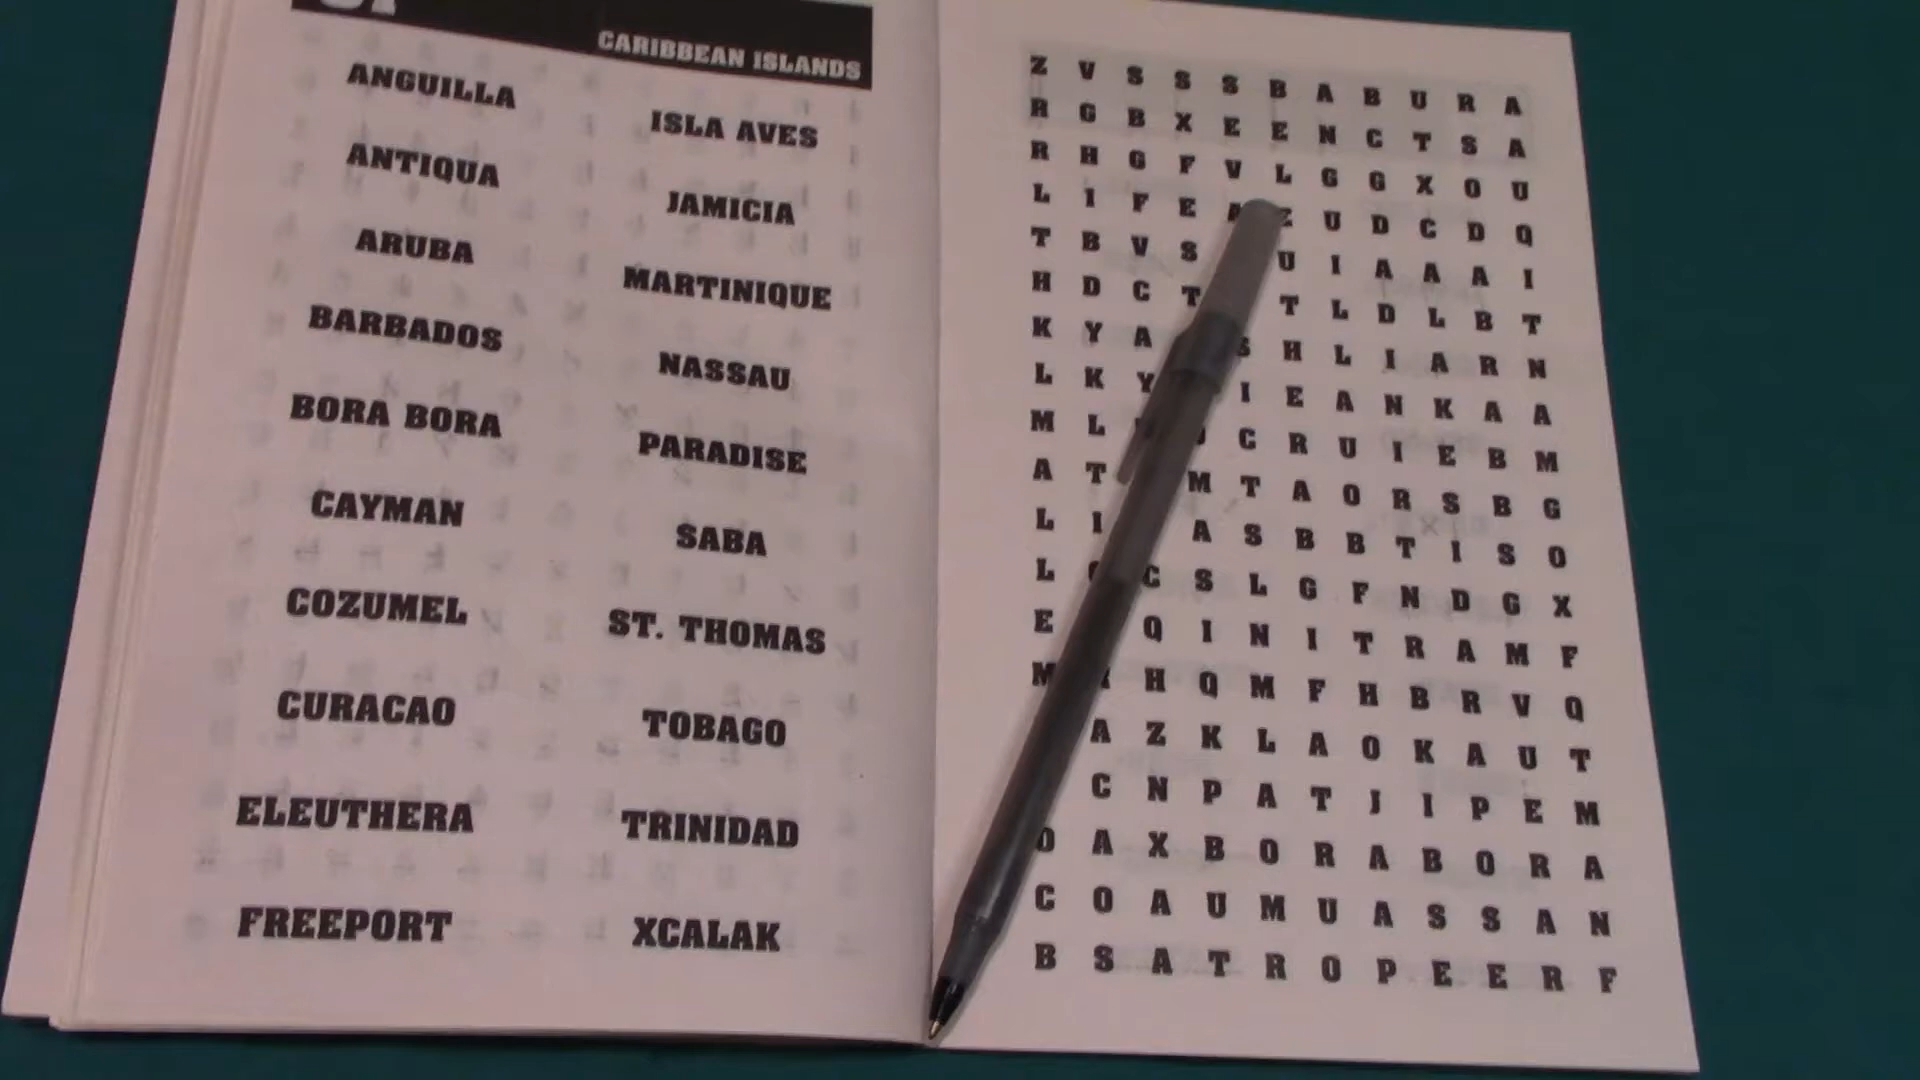 CARIBBEAN ISLANDS
ANGUILLA
ANTIQUA
ARUBA
BARBADOS
BORA BORA
CAYMAN
COZUMEL
CURACAO
ELEUTHERA
FREEPORT
ISLA AVES
JAMICIA
MARTINIQUE
NASSAU
PARADISE
SABA
ST. THOMAS
TOBAGO
TRINIDAD
XCALAK
Z V S S S B A B U R A
R G B X E E N C T S A
R H G F V L G G X O U
L I F E A E U D C D Q
T B V S U I A A A I
H D C T T L D L B T
K Y A S H L I A R N
L K Y I E A N K A A
M L C R U I E B M
A T M T A O R S B G
L I A S B B T I S O
L C S L G F N D G X
E Q I N I T R A M F
M H Q M F H B R V Q
A Z K L A O K A U T
C N P A T J I P E M
O A X B O R A B O R A
C O A U M U A S S A N
B S A T R O P E E R F